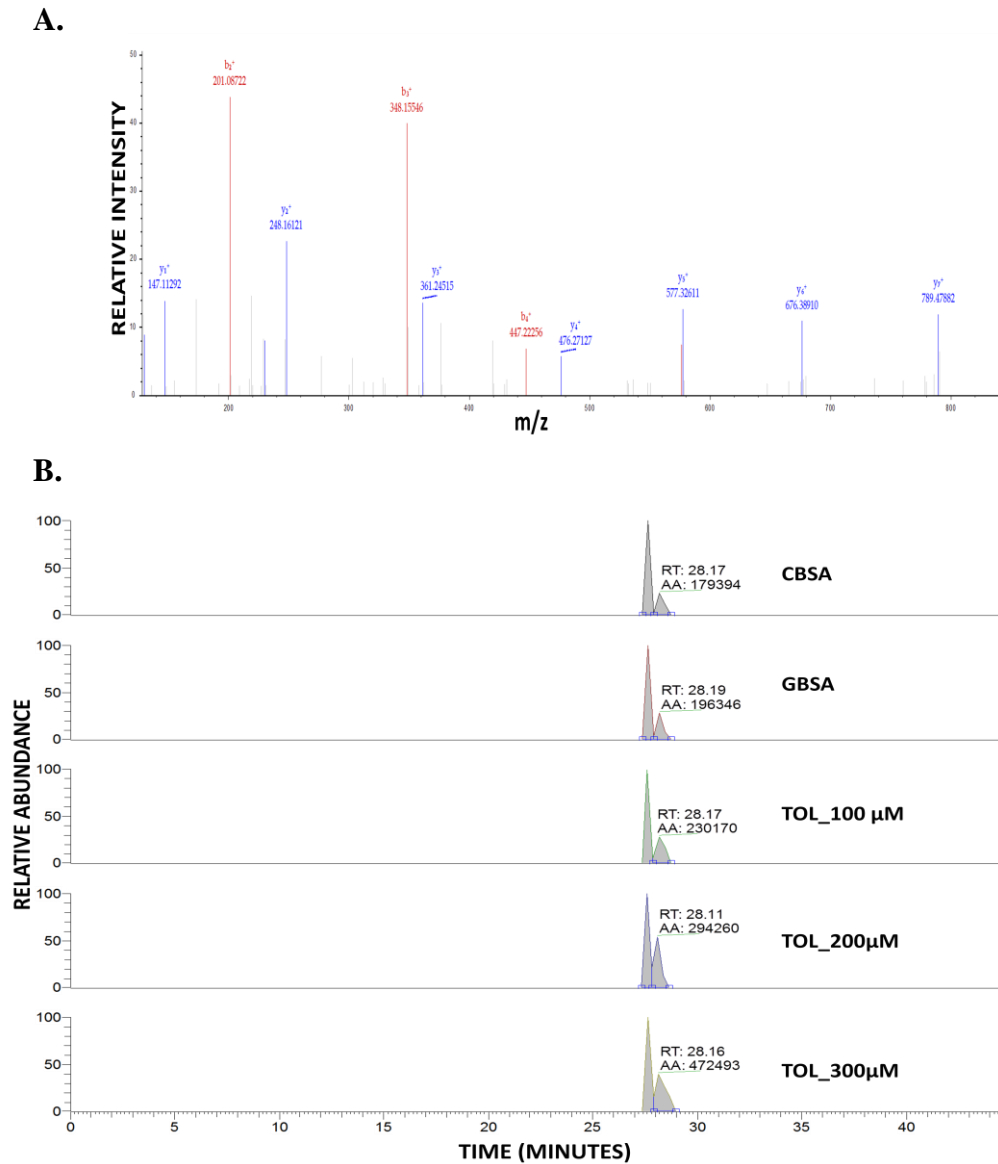 A.
RELATIVE INTENSITY
50
40
30
20
10
0
b₂⁺
201.08722
b₃⁺
348.15546
y₂⁺
248.16121
y₁⁺
147.11292
y₃⁺
361.24515
b₄⁺
447.22256
y₄⁺
476.27127
y₅⁺
577.32611
y₆⁺
676.38910
y₇⁺
789.47882
200 300 400 500 600 700 800
m/z
B.
RELATIVE ABUNDANCE
100
50
0
RT: 28.17
AA: 179394
CBSA
100
50
0
RT: 28.19
AA: 196346
GBSA
100
50
0
RT: 28.17
AA: 230170
TOL_100 µM
100
50
0
RT: 28.11
AA: 294260
TOL_200µM
100
50
0
RT: 28.16
AA: 472493
TOL_300µM
0 5 10 15 20 25 30 35 40
TIME (MINUTES)